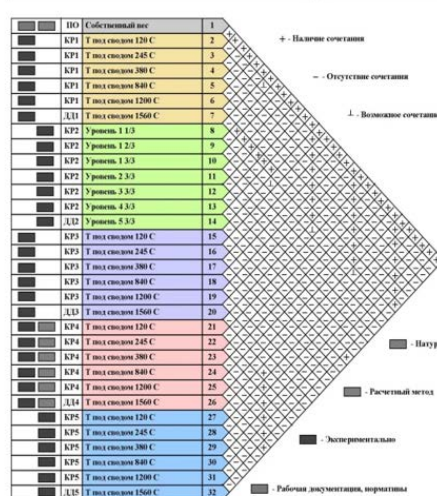 ПО Собственный вес 1
КР1 Т под сводом 120 С 2
КР1 Т под сводом 245 С 3
КР1 Т под сводом 380 С 4
КР1 Т под сводом 840 С 5
КР1 Т под сводом 1200 С 6
ДД1 Т под сводом 1560 С 7
КР2 Уровень 1 1/3 8
КР2 Уровень 1 2/3 9
КР2 Уровень 1 3/3 10
КР2 Уровень 2 3/3 11
КР2 Уровень 3 3/3 12
КР2 Уровень 4 3/3 13
ДД2 Уровень 5 3/3 14
КР3 Т под сводом 120 С 15
КР3 Т под сводом 245 С 16
КР3 Т под сводом 380 С 17
КР3 Т под сводом 840 С 18
КР3 Т под сводом 1200 С 19
ДД3 Т под сводом 1560 С 20
КР4 Т под сводом 120 С 21
КР4 Т под сводом 245 С 22
КР4 Т под сводом 380 С 23
КР4 Т под сводом 840 С 24
КР4 Т под сводом 1200 С 25
ДД4 Т под сводом 1560 С 26
КР5 Т под сводом 120 С 27
КР5 Т под сводом 245 С 28
КР5 Т под сводом 380 С 29
КР5 Т под сводом 840 С 30
КР5 Т под сводом 1200 С 31
ДД5 Т под сводом 1560 С 32
+ - Наличие сочетания
− - Отсутствие сочетания
⊥ - Возможное сочетани
- Натур
- Расчетный метод
- Экспериментально
- Рабочая документация, нормативы